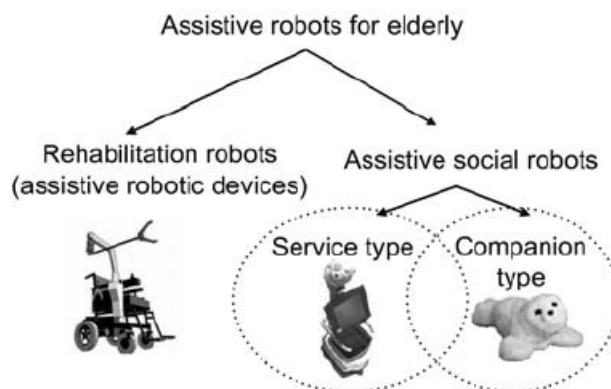 Assistive robots for elderly
Rehabilitation robots
(assistive robotic devices)
Assistive social robots
Service type
Companion
type